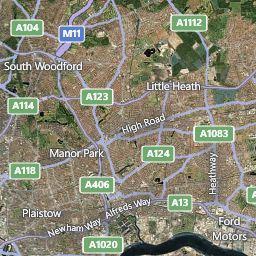 A1112
A104
M11
South Woodford
Little Heath
A123
A114
High Road
A1083
Manor Park
A124
A118
Heathway
A406
Alfreds Way
A13
Plaistow
Newham Way
Ford
Motors
A1020
A